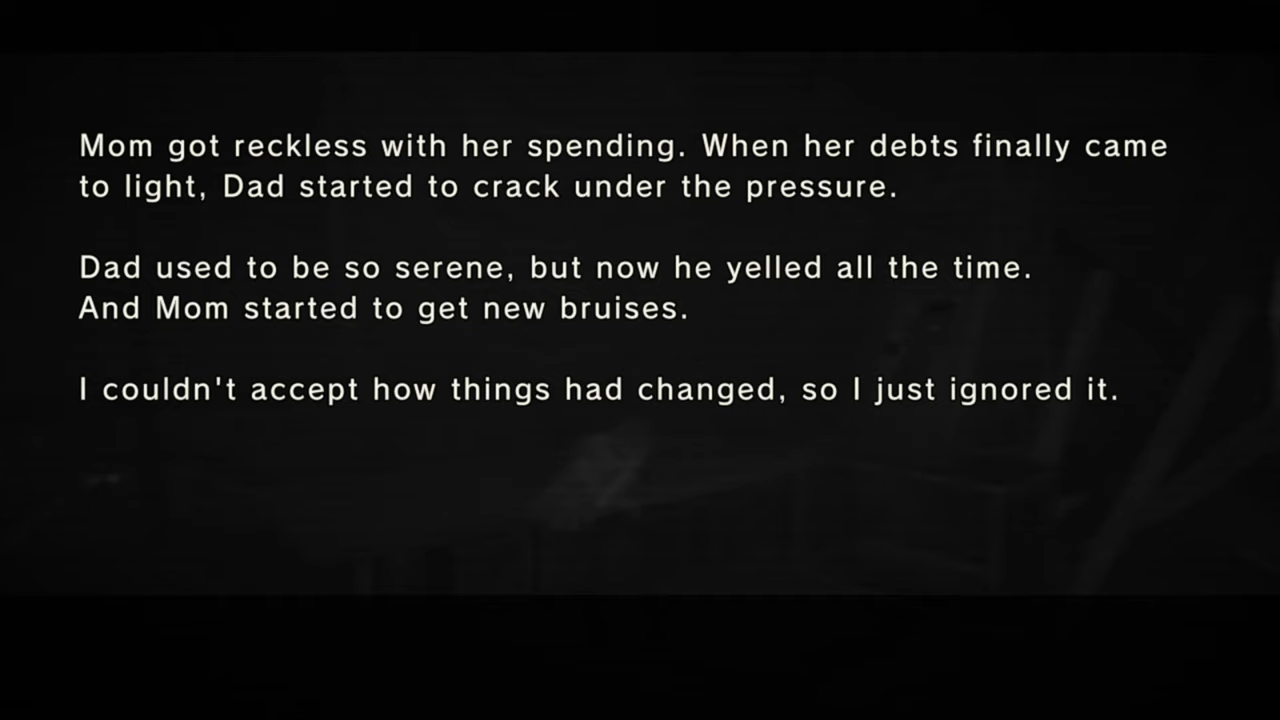 Mom got reckless with her spending. When her debts finally came
to light, Dad started to crack under the pressure.
Dad used to be so serene, but now he yelled all the time.
And Mom started to get new bruises.
I couldn't accept how things had changed, so I just ignored it.